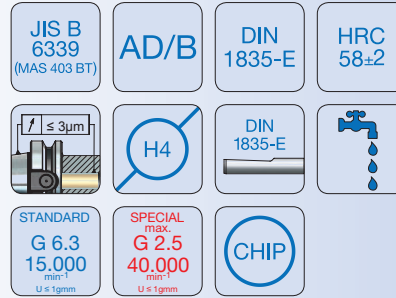 JIS B
6339
(MAS 403 BT)
AD/B
DIN
1835-E
HRC
58±2
↗ ≤ 3µm
H4
DIN
1835-E
STANDARD
G 6.3
15.000
min⁻¹
U ≤ 1gmm
SPECIAL
max.
G 2.5
40.000
min⁻¹
U ≤ 1gmm
CHIP